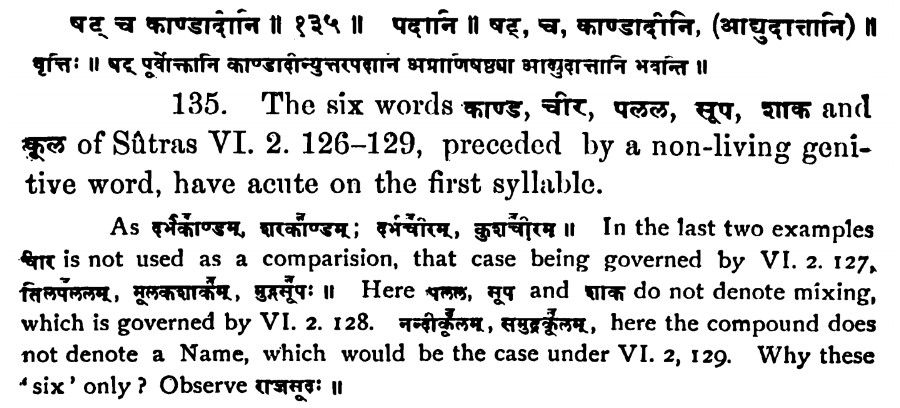 षट् च काण्डादीनि ॥ १३५ ॥ पदानि ॥ षट्, च, काण्डादीनि, (आद्युदात्तानि) ॥
वृत्तिः ॥ षट् पूर्वोक्तानि काण्डादीन्युत्तरपदानि अप्राणिषष्ठ्या आद्युदात्तानि भवन्ति ॥
135. The six words काण्ड, चीर, पलल, सूप, शाक and
कूल of Sûtras VI. 2. 126–129, preceded by a non-living geni-
tive word, have acute on the first syllable.
As दर्भका॑ण्डम्, शरका॑ण्डम्; दर्भची॑रम्, कुशची॑रम् ॥ In the last two examples
चीर is not used as a comparision, that case being governed by VI. 2. 127,
तिलप॑ललम्, मूलकशा॑कम्, मुद्गसू॑पः ॥ Here पलल, सूप and शाक do not denote mixing,
which is governed by VI. 2. 128. नन्दीकू॑लम्, समुद्रकू॑लम्, here the compound does
not denote a Name, which would be the case under VI. 2, 129. Why these
‘six’ only? Observe राजसूदः ॥